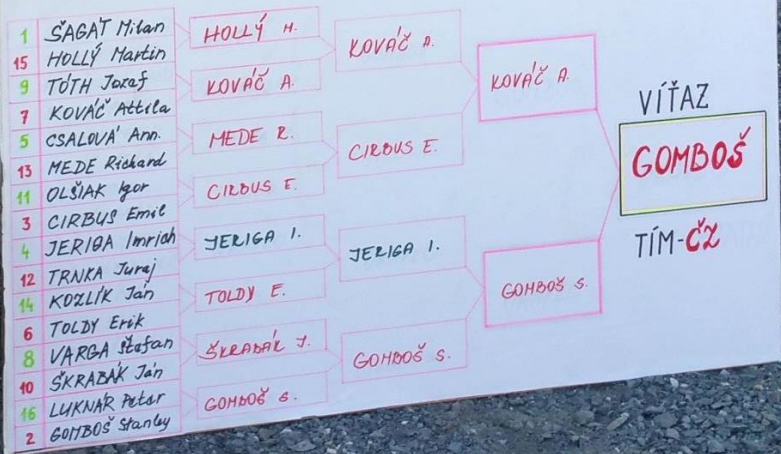 1 ŠAGÁT Milan
15 HOLLÝ Martin
9 TÓTH Jozef
7 KOVÁČ Attila
5 CSALOVÁ Ann.
13 MEDE Richard
11 OLŠIAK Igor
3 CIRBUS Emil
4 JERIGA Imrich
12 TRNKA Juraj
14 KOZLÍK Ján
6 TOLDY Erik
8 VARGA Štefan
10 ŠKRABÁK Ján
16 LUKNÁR Peter
2 GOMBOŠ Stanley
HOLLÝ M.
KOVÁČ A.
MEDE R.
CIRBUS E.
JERIGA I.
TOLDY E.
ŠKRABÁK J.
GOMBOŠ S.
KOVÁČ A.
CIRBUS E.
JERIGA I.
GOMBOŠ S.
KOVÁČ A.
GOMBOŠ S.
VÍŤAZ
GOMBOŠ
TÍM-ČZ